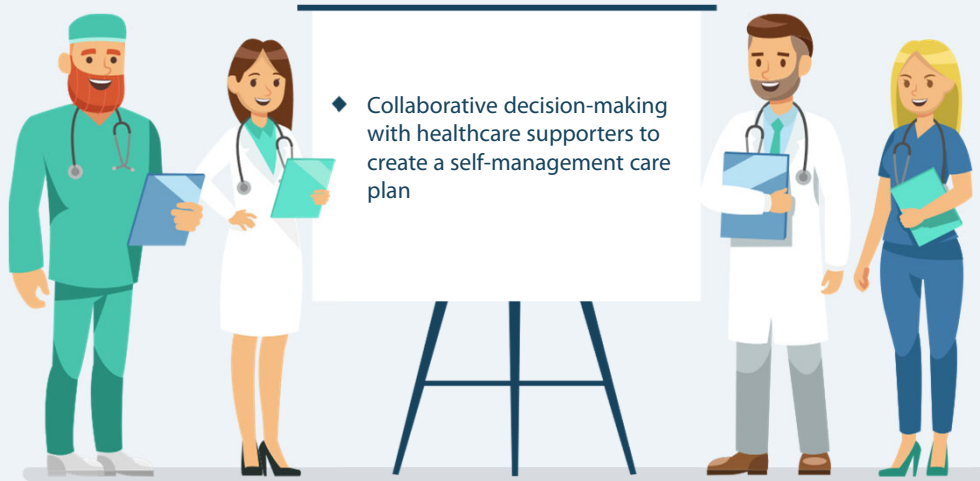 ◆ Collaborative decision-making
with healthcare supporters to
create a self-management care
plan